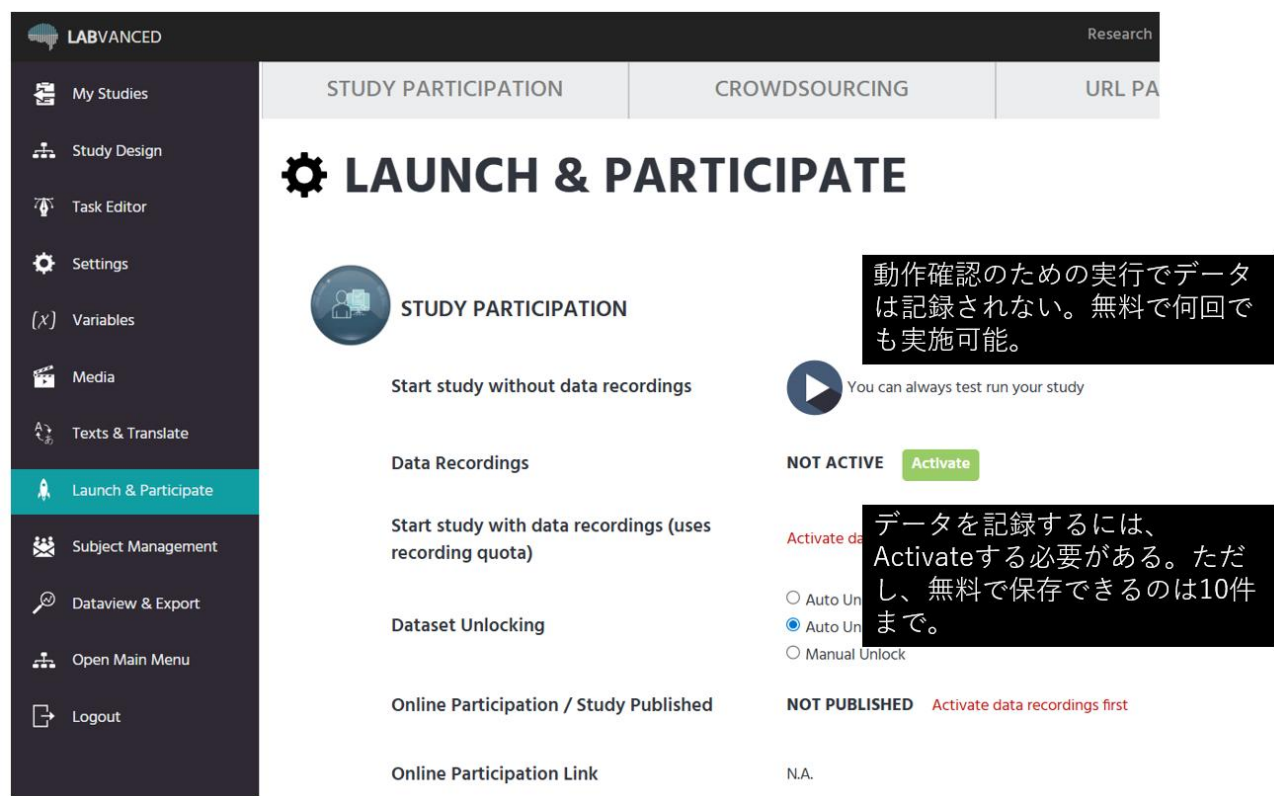 LABVANCED
Research
My Studies
Study Design
Task Editor
Settings
Variables
Media
Texts & Translate
Launch & Participate
Subject Management
Dataview & Export
Open Main Menu
Logout
STUDY PARTICIPATION
CROWDSOURCING
URL PA
LAUNCH & PARTICIPATE
STUDY PARTICIPATION
動作確認のための実行でデータ
は記録されない。無料で何回で
も実施可能。
Start study without data recordings
You can always test run your study
Data Recordings
NOT ACTIVE Activate
Start study with data recordings (uses
recording quota)
Activate da
データを記録するには、
Activateする必要がある。ただ
し、無料で保存できるのは10件
まで。
Dataset Unlocking
Auto Un
Auto Un
Manual Unlock
Online Participation / Study Published
NOT PUBLISHED Activate data recordings first
Online Participation Link
N.A.